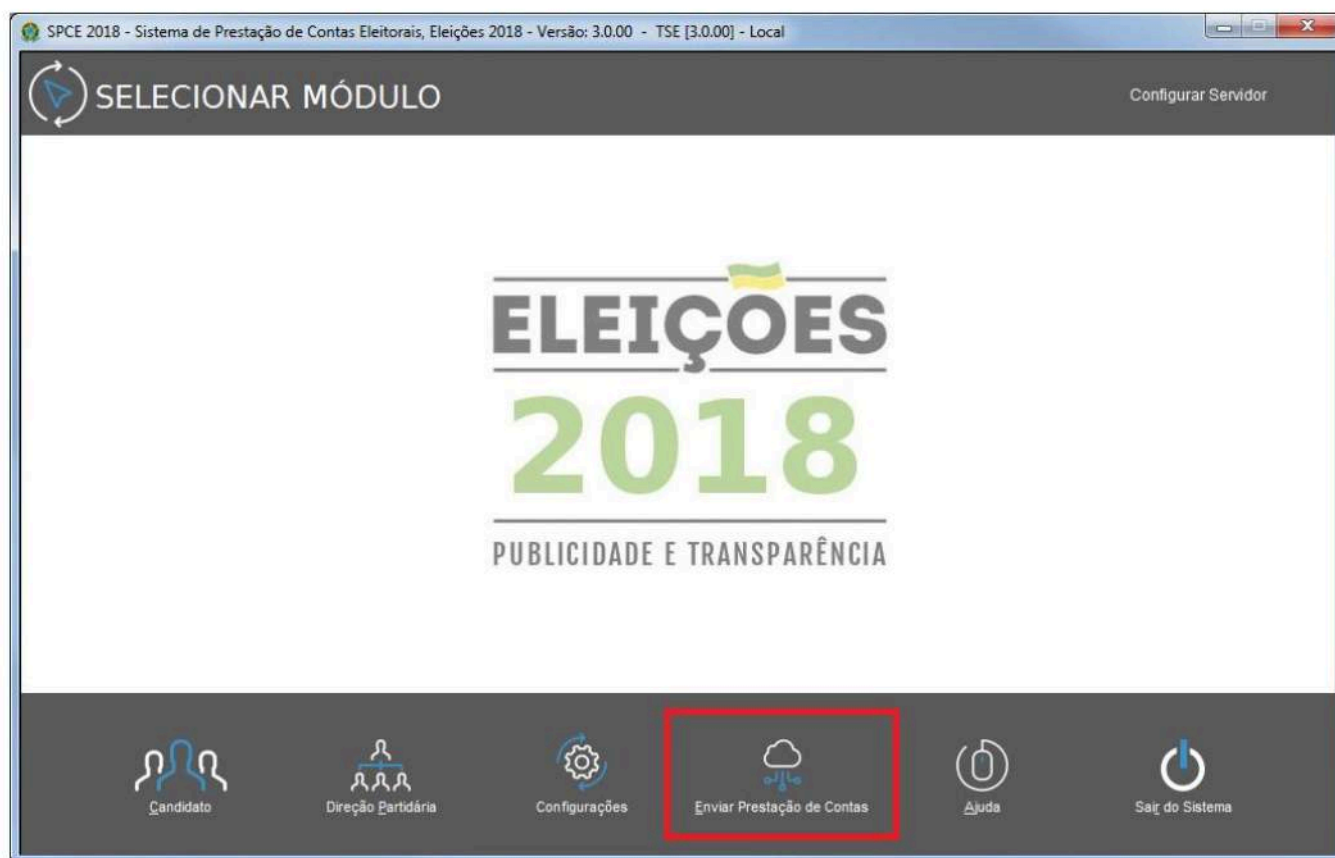 SPCE 2018 - Sistema de Prestação de Contas Eleitorais, Eleições 2018 - Versão: 3.0.00 - TSE [3.0.00] - Local
SELECIONAR MÓDULO
Configurar Servidor
ELEIÇÕES
2018
PUBLICIDADE E TRANSPARÊNCIA
Candidato
Direção Partidária
Configurações
Enviar Prestação de Contas
Ajuda
Sair do Sistema